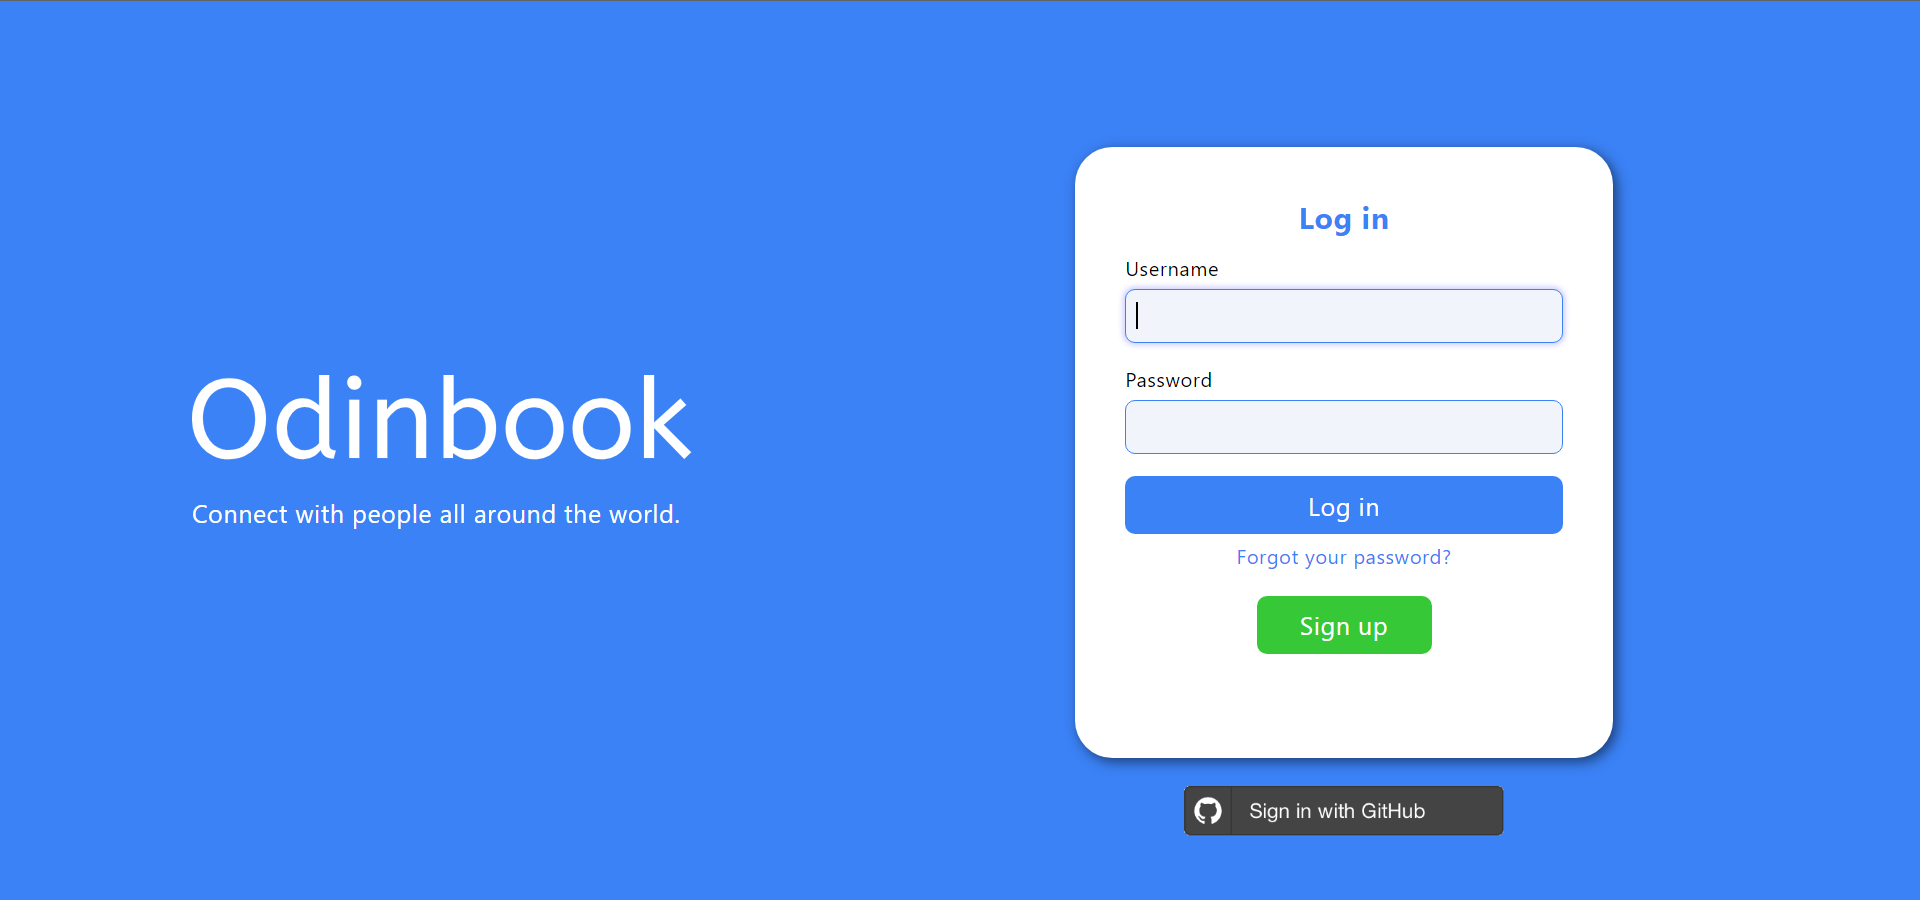 Odinbook
Connect with people all around the world.
Log in
Username
Password
Log in
Forgot your password?
Sign up
Sign in with GitHub